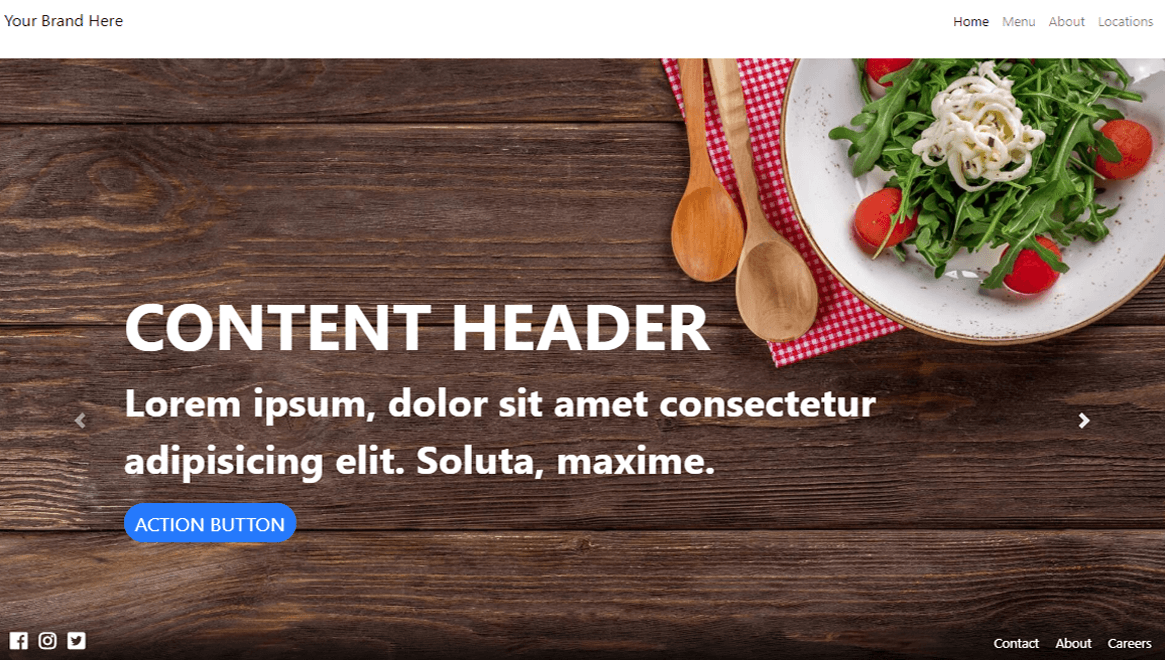 Your Brand Here
Home Menu About Locations
CONTENT HEADER
Lorem ipsum, dolor sit amet consectetur
adipisicing elit. Soluta, maxime.
ACTION BUTTON
Contact About Careers